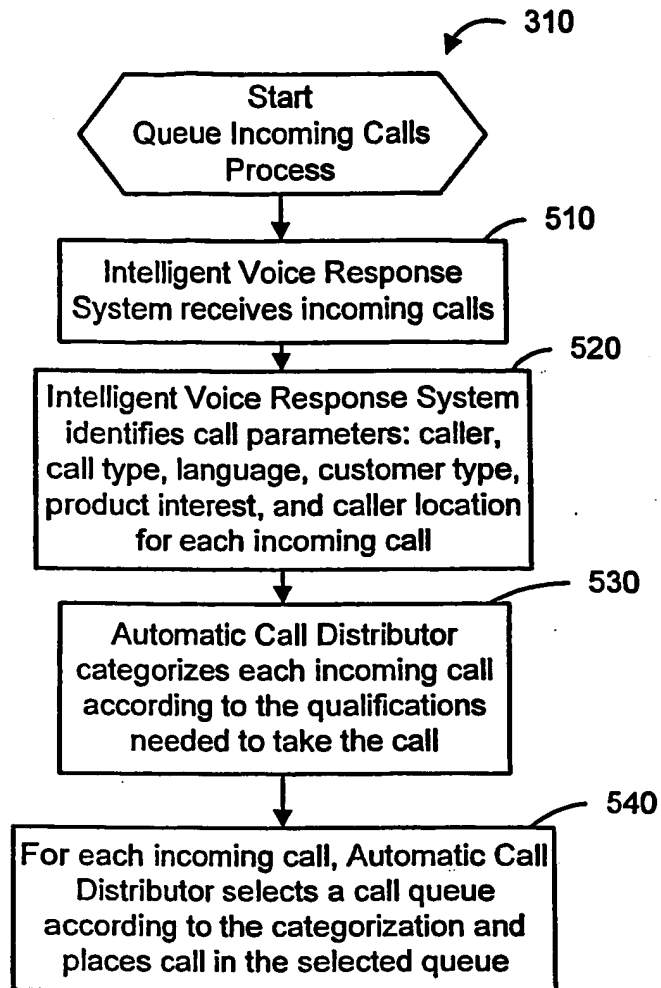 310
Start
Queue Incoming Calls
Process
510
Intelligent Voice Response
System receives incoming calls
520
Intelligent Voice Response System
identifies call parameters: caller,
call type, language, customer type,
product interest, and caller location
for each incoming call
530
Automatic Call Distributor
categorizes each incoming call
according to the qualifications
needed to take the call
540
For each incoming call, Automatic Call
Distributor selects a call queue
according to the categorization and
places call in the selected queue